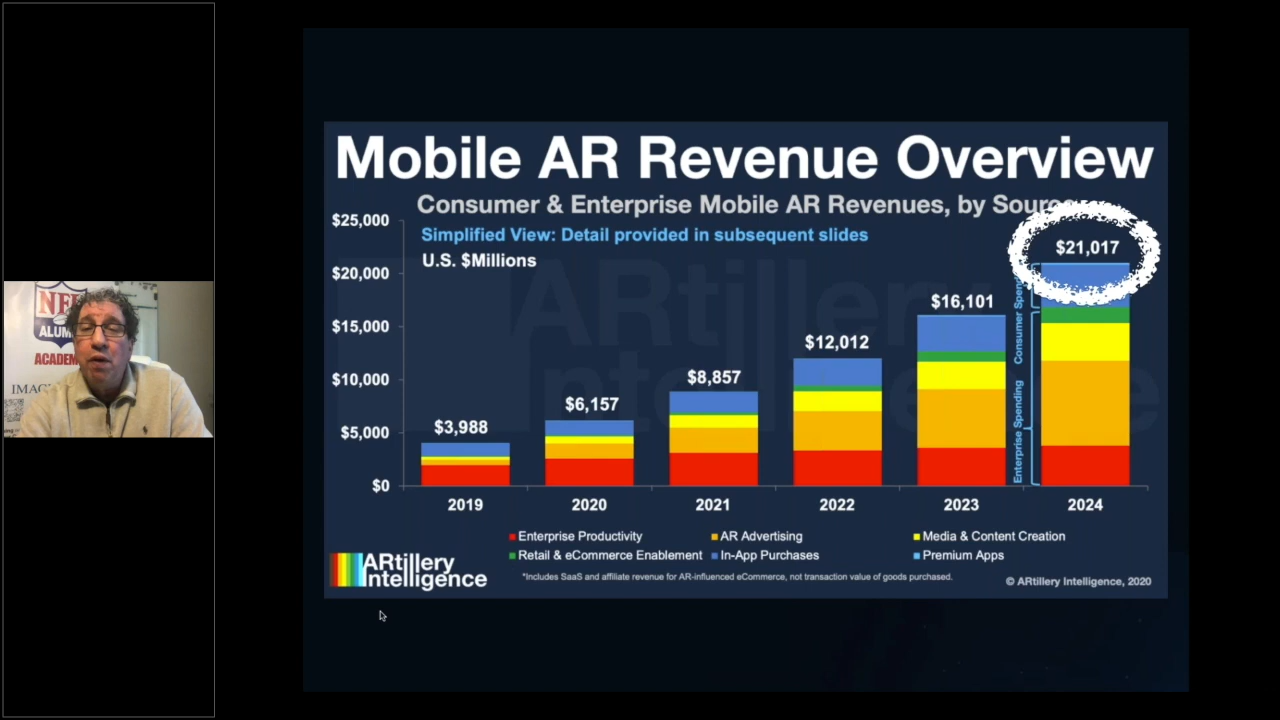 Mobile AR Revenue Overview
Consumer & Enterprise Mobile AR Revenues, by
Simplified View: Detail provided in subsequent slides
U.S. $Millions
$25,000
$20,000
$15,000
$10,000
$5,000
$0
$3,988
$6,157
$8,857
$12,012
$16,101
$21,017
Enterprise Spending
Consumer
2019
2020
2021
2022
2023
2024
Enterprise Productivity
AR Advertising
Media & Content Creation
Retail & eCommerce Enablement
In-App Purchases
Premium Apps
ARtillery
Intelligence
*Includes SaaS and affiliate revenue for AR-influenced eCommerce, not transaction value of goods purchased.
© ARtillery Intelligence, 2020
ARtillery
Intelligence
NFL